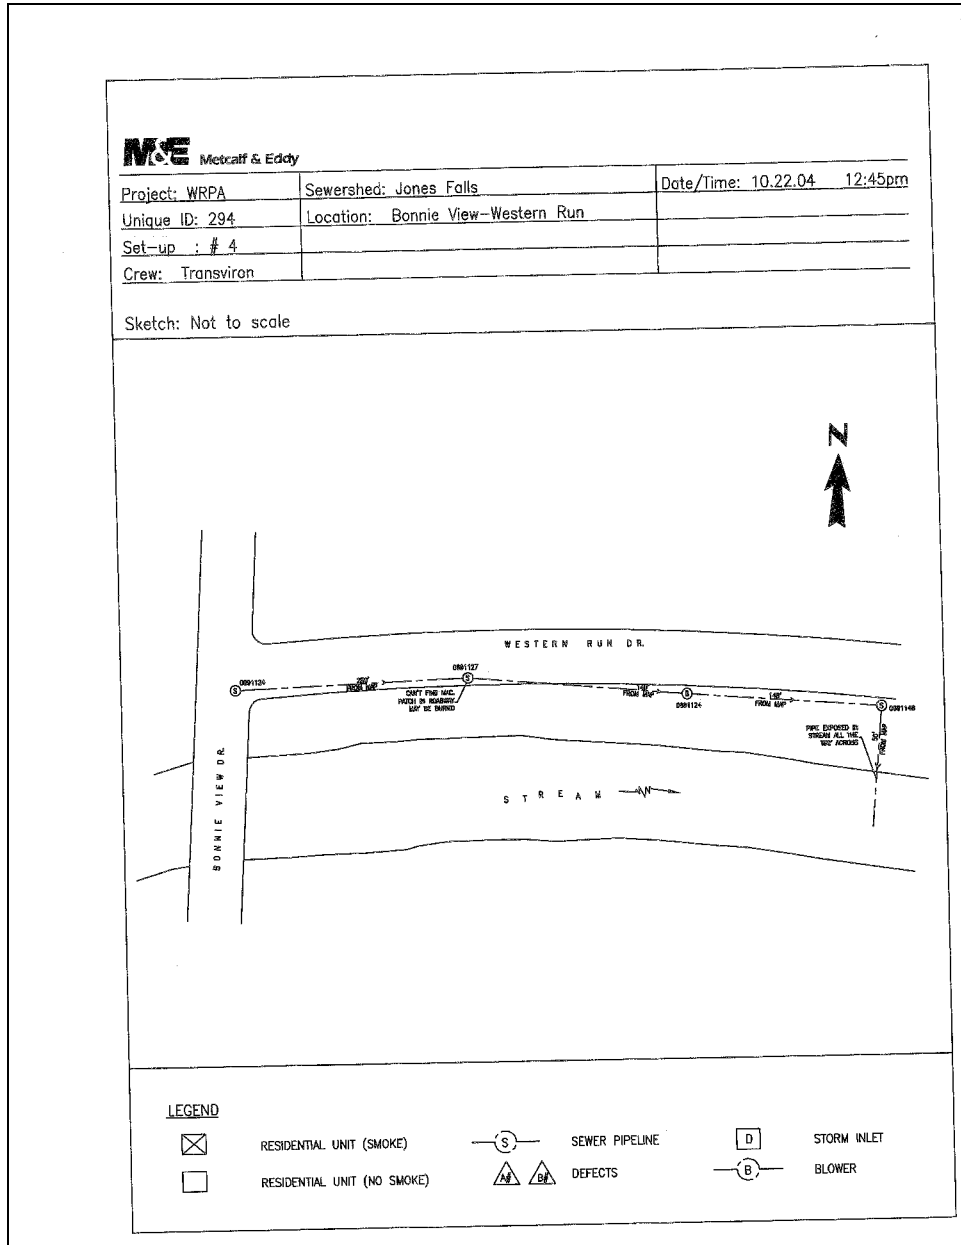 M&E Metcalf & Eddy
Project: WRPA Sewershed: Jones Falls Date/Time: 10.22.04 12:45pm
Unique ID: 294 Location: Bonnie View-Western Run
Set-up : # 4
Crew: Transviron
Sketch: Not to scale
N
WESTERN RUN DR.
FROM MAP
CAN'T FIND MAC.
PATCH IN ROADWAY
MAY BE BURIED
FROM MAP
FROM MAP
PIPE EXPOSED IN
STREAM ALL THE
WAY ACROSS
50'
FROM MAP
BONNIE VIEW DR.
STREAM
LEGEND
RESIDENTIAL UNIT (SMOKE)
S SEWER PIPELINE
D STORM INLET
RESIDENTIAL UNIT (NO SMOKE)
A# B# DEFECTS
B BLOWER